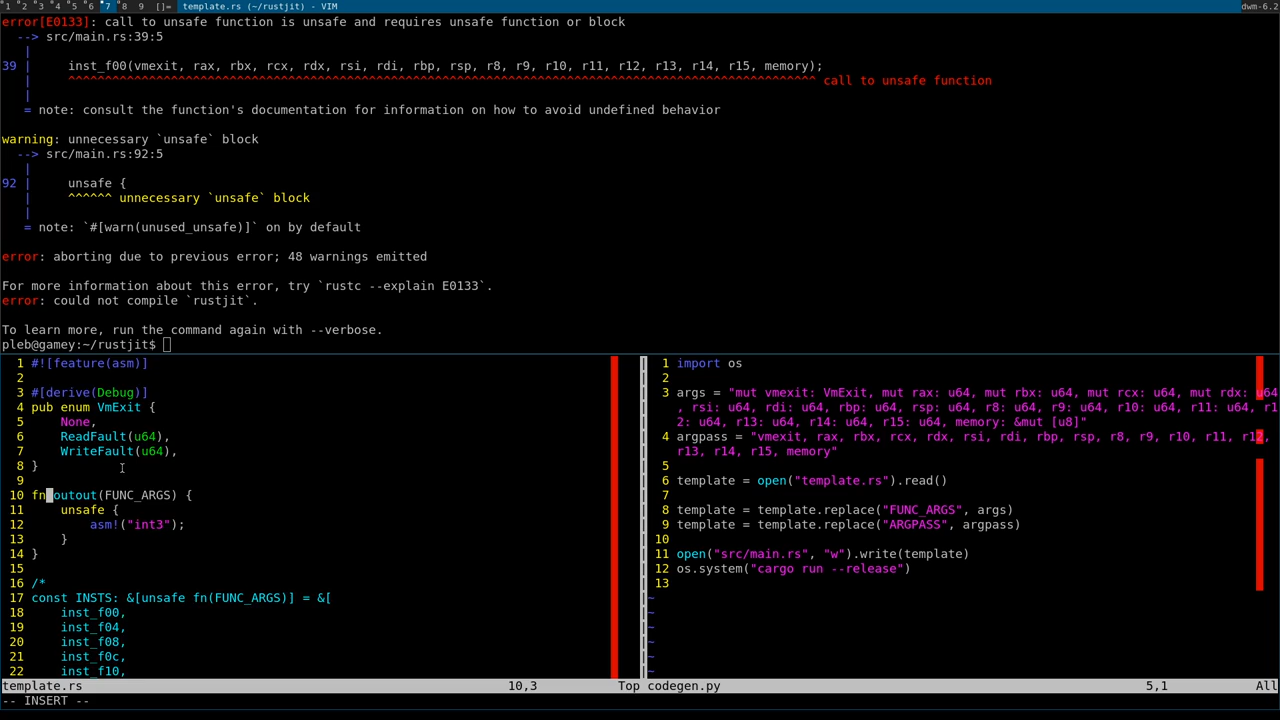 1 2 3 4 5 6 7 8 9 []= template.rs (~/rustjit) - VIM dwm-6.2
error[E0133]: call to unsafe function is unsafe and requires unsafe function or block
--> src/main.rs:39:5
|
39 | inst_f00(vmexit, rax, rbx, rcx, rdx, rsi, rdi, rbp, rsp, r8, r9, r10, r11, r12, r13, r14, r15, memory);
| ^^^^^^^^^^^^^^^^^^^^^^^^^^^^^^^^^^^^^^^^^^^^^^^^^^^^^^^^^^^^^^^^^^^^^^^^^^^^^^^^^^^^^^^^^^^^^^^^^^^^^^ call to unsafe function
|
= note: consult the function's documentation for information on how to avoid undefined behavior
warning: unnecessary `unsafe` block
--> src/main.rs:92:5
|
92 | unsafe {
| ^^^^^^ unnecessary `unsafe` block
|
= note: `#[warn(unused_unsafe)]` on by default
error: aborting due to previous error; 48 warnings emitted
For more information about this error, try `rustc --explain E0133`.
error: could not compile `rustjit`.
To learn more, run the command again with --verbose.
pleb@gamey:~/rustjit$
1 #![feature(asm)]
2
3 #[derive(Debug)]
4 pub enum VmExit {
5 None,
6 ReadFault(u64),
7 WriteFault(u64),
8 }
9
10 fn outout(FUNC_ARGS) {
11 unsafe {
12 asm!("int3");
13 }
14 }
15
16 /*
17 const INSTS: &[unsafe fn(FUNC_ARGS)] = &[
18 inst_f00,
19 inst_f04,
20 inst_f08,
21 inst_f0c,
22 inst_f10,
template.rs 10,3 Top
1 import os
2
3 args = "mut vmexit: VmExit, mut rax: u64, mut rbx: u64, mut rcx: u64, mut rdx: u64
, rsi: u64, rdi: u64, rbp: u64, rsp: u64, r8: u64, r9: u64, r10: u64, r11: u64, r1
2: u64, r13: u64, r14: u64, r15: u64, memory: &mut [u8]"
4 argpass = "vmexit, rax, rbx, rcx, rdx, rsi, rdi, rbp, rsp, r8, r9, r10, r11, r12,
r13, r14, r15, memory"
5
6 template = open("template.rs").read()
7
8 template = template.replace("FUNC_ARGS", args)
9 template = template.replace("ARGPASS", argpass)
10
11 open("src/main.rs", "w").write(template)
12 os.system("cargo run --release")
13
~
~
~
~
~
~
codegen.py 5,1 All
-- INSERT --